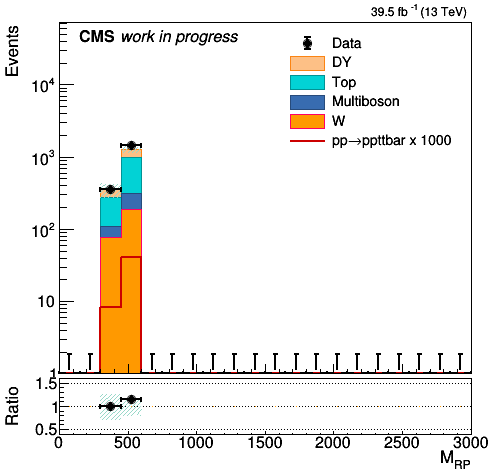 39.5 fb⁻¹ (13 TeV)
CMS work in progress
Events
Data
DY
Top
Multiboson
W
pp→ppttbar x 1000
10⁴
10³
10²
10
1
Ratio
1.5
1
0.5
0 500 1000 1500 2000 2500 3000
M_RP